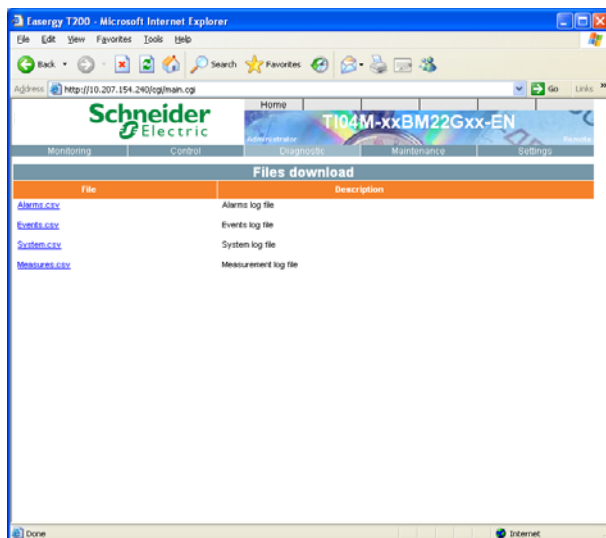 Easergy T200 - Microsoft Internet Explorer
File Edit View Favorites Tools Help
Back Search Favorites
Address http://10.207.154.240/cgi/main.cgi Go Links »
Schneider Electric
Home
TI04M-xxBM22Gxx-EN
Administrator Remote
Monitoring Control Diagnostic Maintenance Settings
Files download
File Description
Alarms.csv Alarms log file
Events.csv Events log file
System.csv System log file
Measures.csv Measurement log file
Done Internet